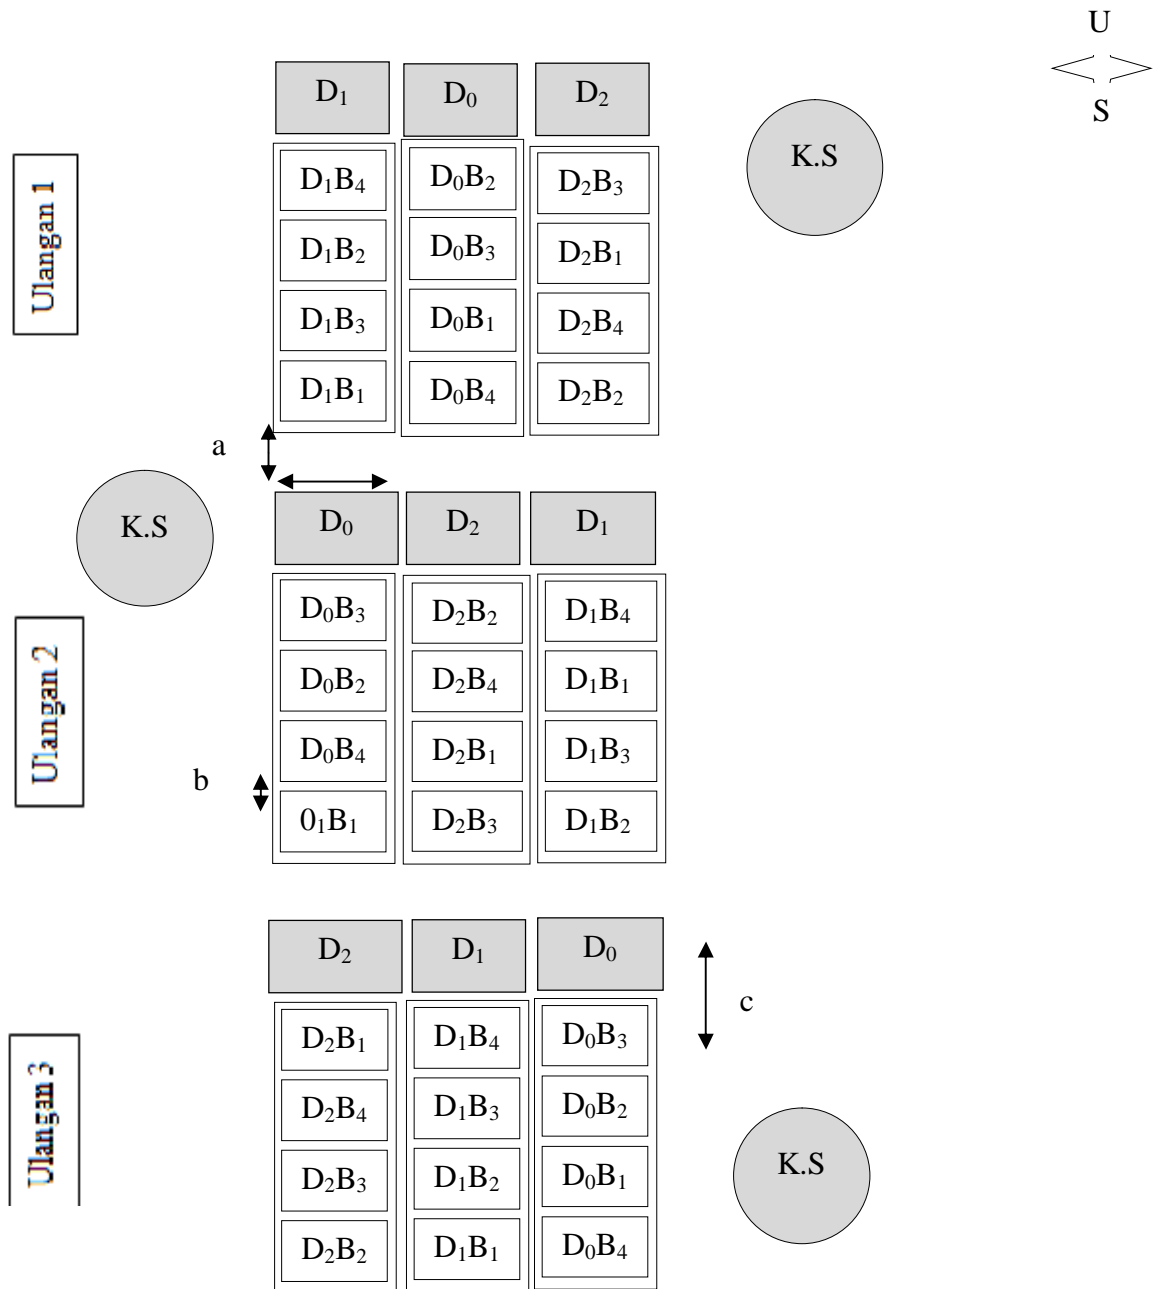 U
S
D₁ D₀ D₂
K.S
Ulangan 1
D₁B₄ D₀B₂ D₂B₃
D₁B₂ D₀B₃ D₂B₁
D₁B₃ D₀B₁ D₂B₄
D₁B₁ D₀B₄ D₂B₂
a
K.S
D₀ D₂ D₁
Ulangan 2
D₀B₃ D₂B₂ D₁B₄
D₀B₂ D₂B₄ D₁B₁
D₀B₄ D₂B₁ D₁B₃
b
0₁B₁ D₂B₃ D₁B₂
D₂ D₁ D₀
c
Ulangan 3
D₂B₁ D₁B₄ D₀B₃
D₂B₄ D₁B₃ D₀B₂
D₂B₃ D₁B₂ D₀B₁
K.S
D₂B₂ D₁B₁ D₀B₄